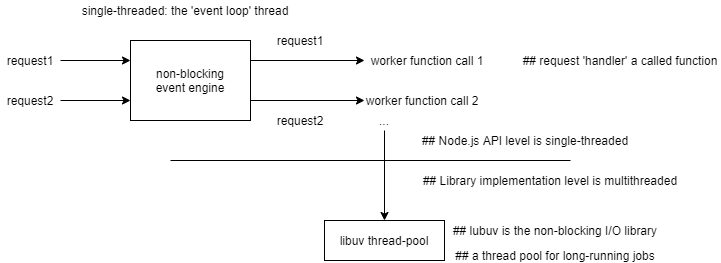 single-threaded: the 'event loop' thread
request1
request1
non-blocking
event engine
worker function call 1
## request 'handler' a called function
request2
worker function call 2
request2
...
## Node.js API level is single-threaded
## Library implementation level is multithreaded
libuv thread-pool
## lubuv is the non-blocking I/O library
## a thread pool for long-running jobs